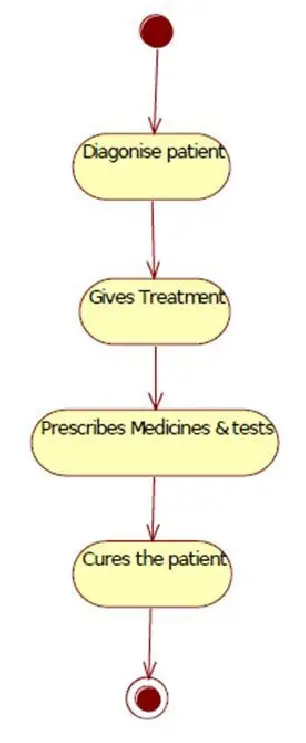 Diagonise patient
Gives Treatment
Prescribes Medicines & tests
Cures the patient